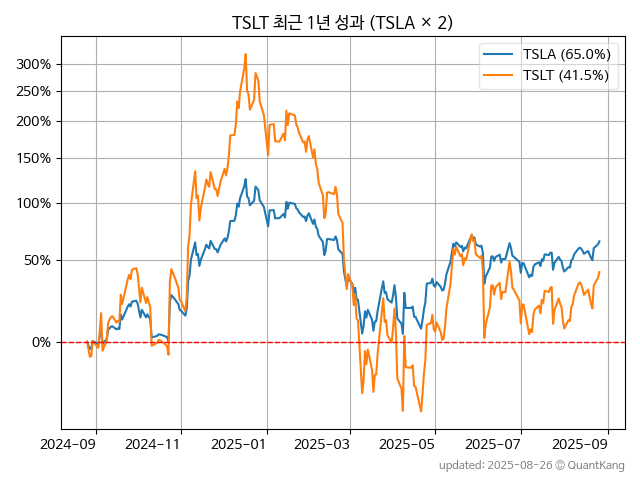 TSLT 최근 1년 성과 (TSLA × 2)
TSLA (65.0%)
TSLT (41.5%)
300%
250%
200%
150%
100%
50%
0%
2024-09 2024-11 2025-01 2025-03 2025-05 2025-07 2025-09
updated: 2025-08-26 © QuantKang